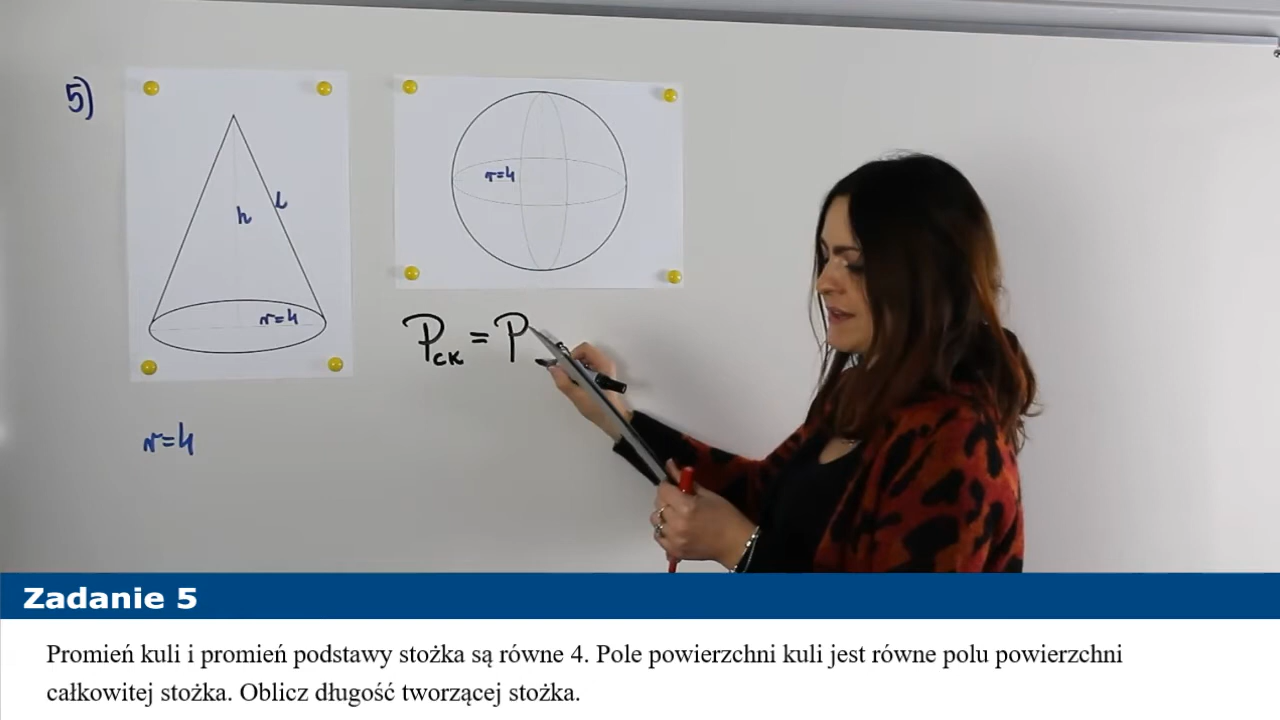 5)
h
l
r=4
r=4
P_CK = P
r=4
Zadanie 5
Promień kuli i promień podstawy stożka są równe 4. Pole powierzchni kuli jest równe polu powierzchni
całkowitej stożka. Oblicz długość tworzącej stożka.